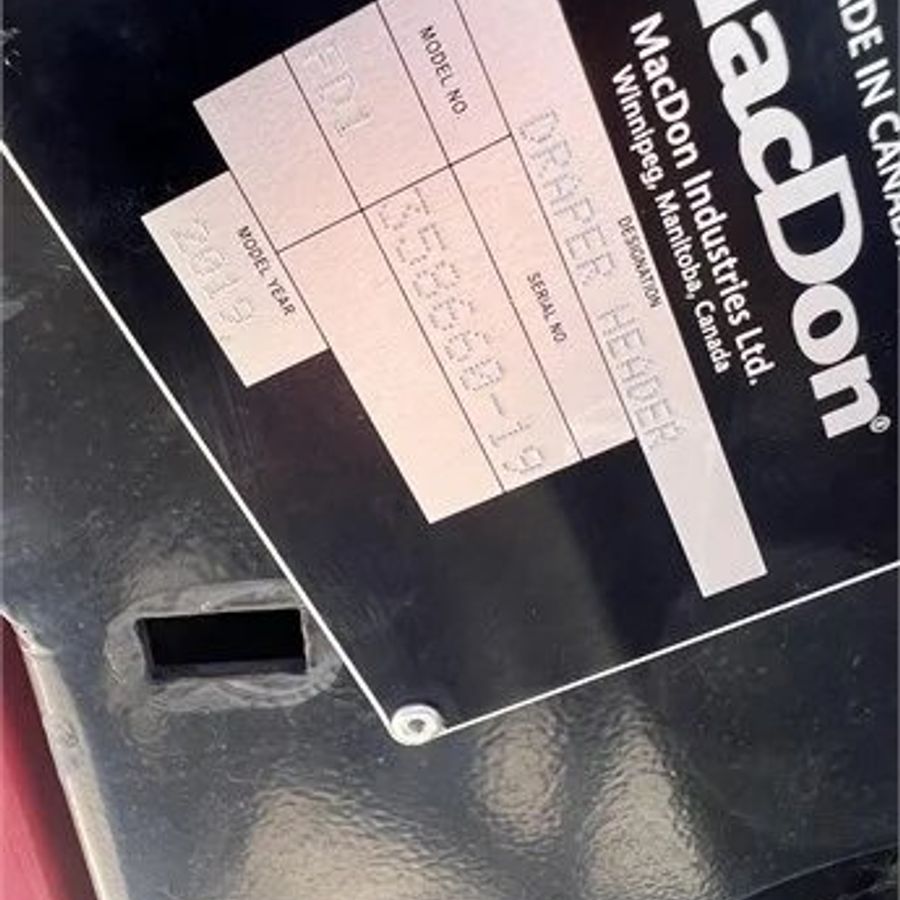 ADE IN CANADA
MacDon®
MacDon Industries Ltd.
Winnipeg, Manitoba, Canada
DESIGNATION
DRAPER HEADER
MODEL NO.
FD1
SERIAL NO.
MODEL YEAR
2019